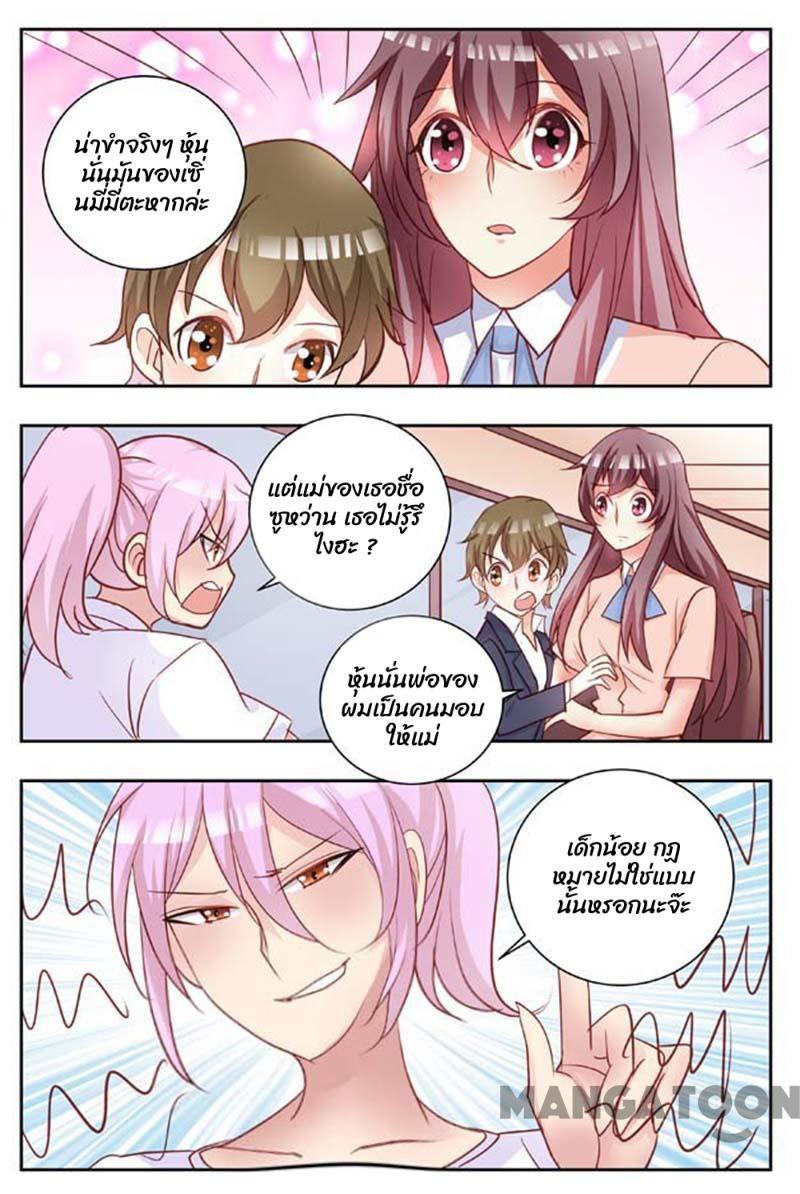 น่าขำจริงๆ หุ้น
นั่นมันของเซิ่
นมี่มี่ตะหากล่ะ
แต่แม่ของเธอชื่อ
ซูหว่าน เธอไม่รู้รึ
ไงฮะ ?
หุ้นนั่นพ่อของ
ผมเป็นคนมอบ
ให้แม่
เด็กน้อย กฏ
หมายไม่ใช่แบบ
นั้นหรอกนะจ๊ะ
MANGATOON